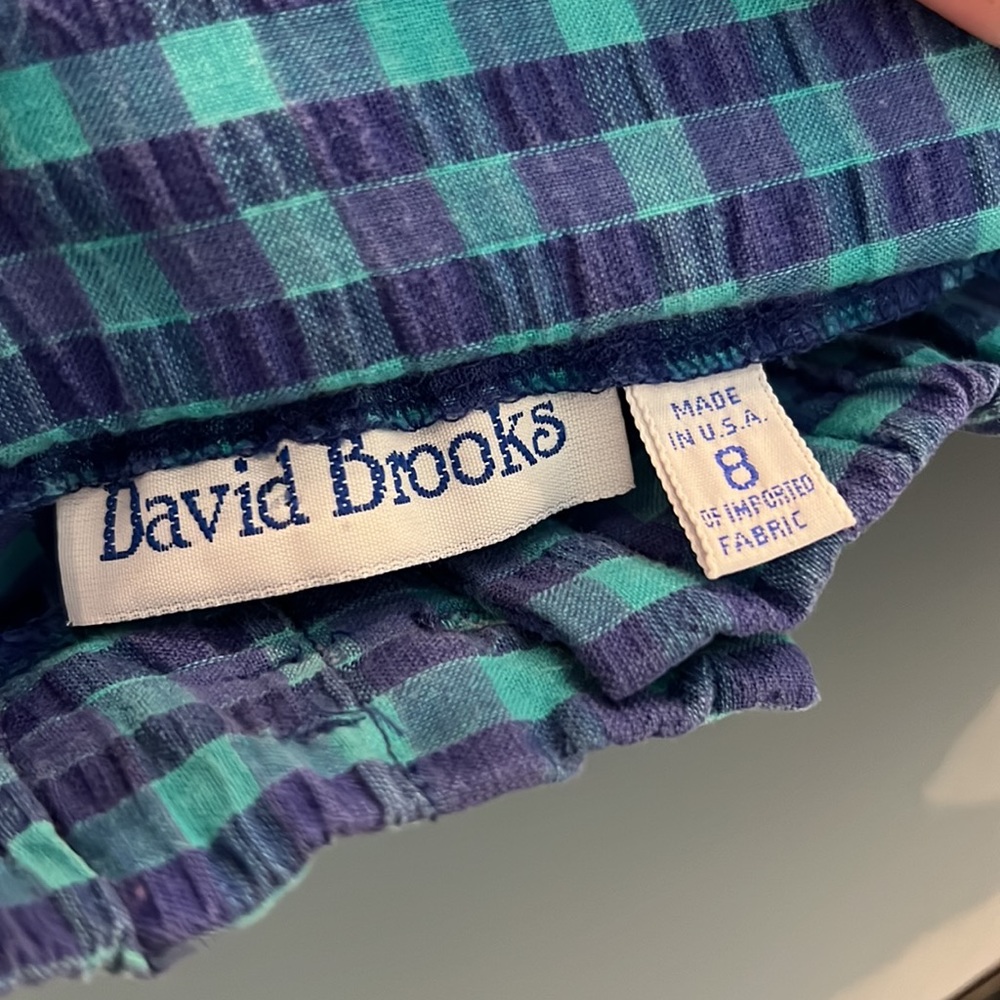 David Brooks
MADE
IN U.S.A.
8
OF IMPORTED
FABRIC